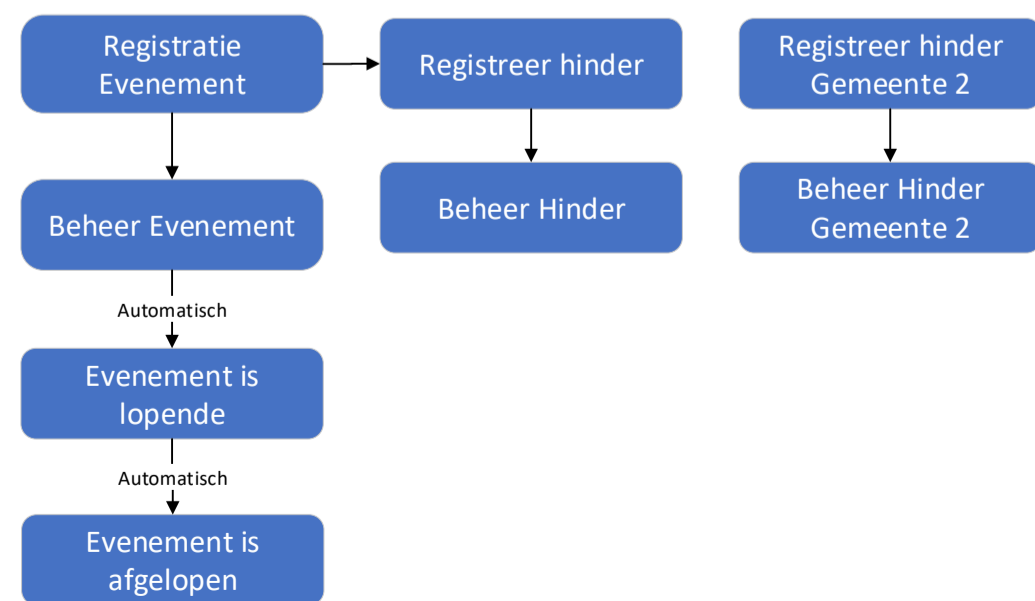 Registratie
Evenement
Registreer hinder
Registreer hinder
Gemeente 2
Beheer Evenement
Beheer Hinder
Beheer Hinder
Gemeente 2
Automatisch
Evenement is
lopende
Automatisch
Evenement is
afgelopen